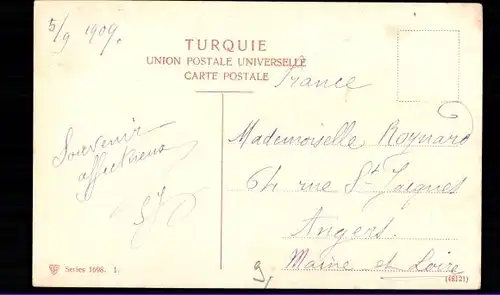 5/9 1909.
TURQUIE
UNION POSTALE UNIVERSELLE
CARTE POSTALE
France
Souvenir
affectueux
Mademoiselle Roynard
64 rue St Jacques
Angers
Maine et Loire
Series 1698. 1.
(48121)